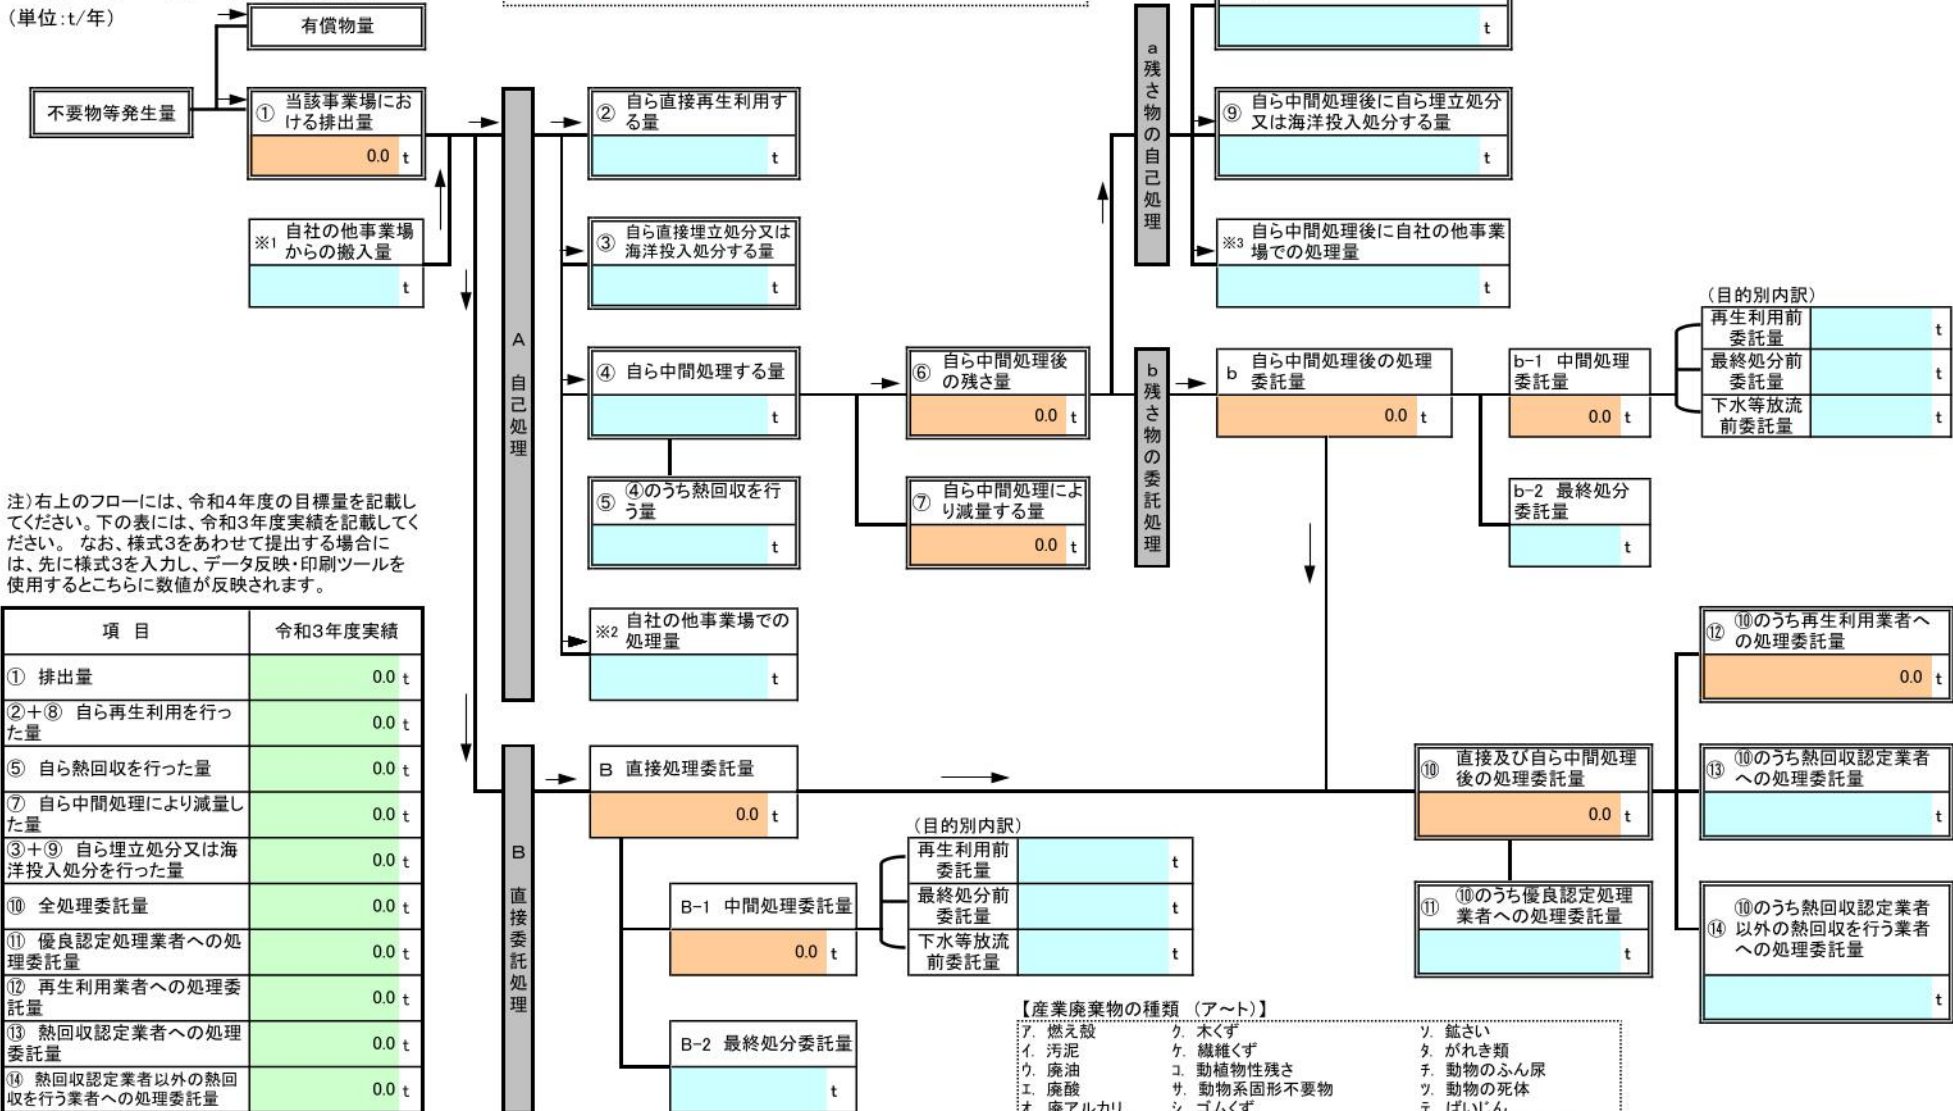 (単位:t/年)
有償物量
不要物等発生量
① 当該事業場にお
ける排出量
0.0 t
※1 自社の他事業場
からの搬入量
t
A 自己処理
② 自ら直接再生利用す
る量
t
③ 自ら直接埋立処分又は
海洋投入処分する量
t
④ 自ら中間処理する量
t
⑤ ④のうち熱回収を行
う量
t
※2 自社の他事業場での
処理量
t
⑥ 自ら中間処理後
の残さ量
0.0 t
⑦ 自ら中間処理によ
り減量する量
0.0 t
a 残さ物の自己処理
t
⑨ 自ら中間処理後に自ら埋立処分
又は海洋投入処分する量
t
※3 自ら中間処理後に自社の他事業
場での処理量
t
b 残さ物の委託処理
b 自ら中間処理後の処理
委託量
0.0 t
b-1 中間処理
委託量
0.0 t
(目的別内訳)
再生利用前
委託量
t
最終処分前
委託量
t
下水等放流
前委託量
t
b-2 最終処分
委託量
t
注)右上のフローには、令和4年度の目標量を記載し
てください。下の表には、令和3年度実績を記載してく
ださい。 なお、様式3をあわせて提出する場合に
は、先に様式3を入力し、データ反映・印刷ツールを
使用するとこちらに数値が反映されます。
項 目 令和3年度実績
① 排出量 0.0 t
②+⑧ 自ら再生利用を行っ
た量 0.0 t
⑤ 自ら熱回収を行った量 0.0 t
⑦ 自ら中間処理により減量し
た量 0.0 t
③+⑨ 自ら埋立処分又は海
洋投入処分を行った量 0.0 t
⑩ 全処理委託量 0.0 t
⑪ 優良認定処理業者への処
理委託量 0.0 t
⑫ 再生利用業者への処理委
託量 0.0 t
⑬ 熱回収認定業者への処理
委託量 0.0 t
⑭ 熱回収認定業者以外の熱回
収を行う業者への処理委託量 0.0 t
B 直接委託処理
B 直接処理委託量
0.0 t
B-1 中間処理委託量
0.0 t
(目的別内訳)
再生利用前
委託量
t
最終処分前
委託量
t
下水等放流
前委託量
t
B-2 最終処分委託量
t
⑩ 直接及び自ら中間処理
後の処理委託量
0.0 t
⑪ ⑩のうち優良認定処理
業者への処理委託量
t
⑫ ⑩のうち再生利用業者へ
の処理委託量
0.0 t
⑬ ⑩のうち熱回収認定業者
への処理委託量
t
⑭ ⑩のうち熱回収認定業者
以外の熱回収を行う業者
への処理委託量
t
【産業廃棄物の種類 (ア~ト)】
ア. 燃え殻 ク. 木くず ソ. 鉱さい
イ. 汚泥 ケ. 繊維くず タ. がれき類
ウ. 廃油 コ. 動植物性残さ チ. 動物のふん尿
エ. 廃酸 サ. 動物系固形不要物 ツ. 動物の死体
オ. 廃アルカリ シ. ゴムくず テ. ばいじん